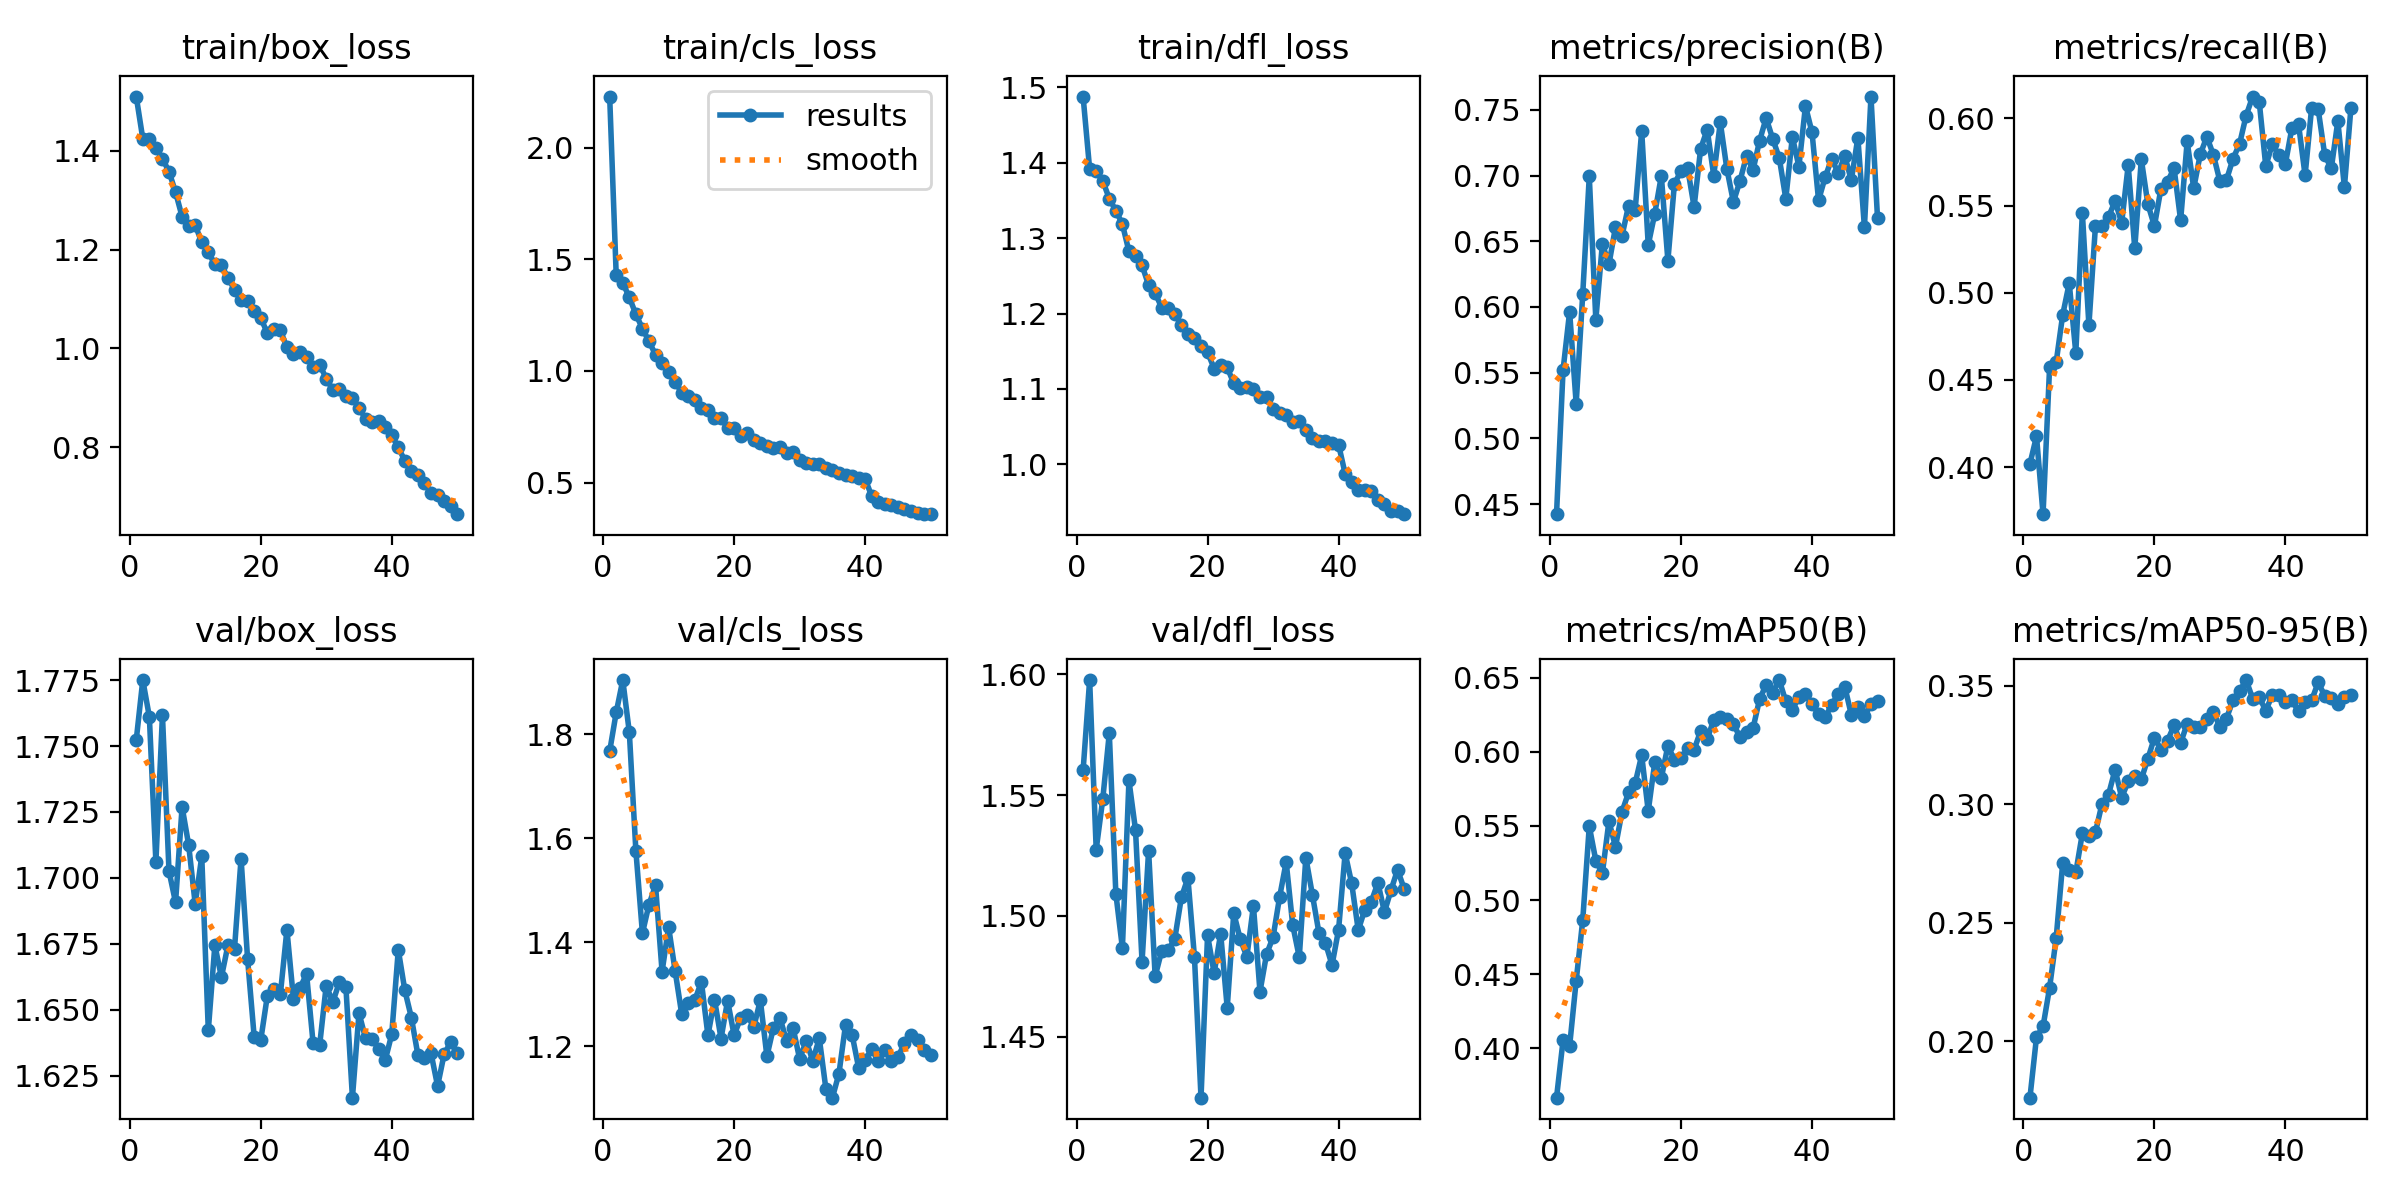 train/box_loss
1.4
1.2
1.0
0.8
0 20 40
train/cls_loss
results
smooth
2.0
1.5
1.0
0.5
0 20 40
train/dfl_loss
1.5
1.4
1.3
1.2
1.1
1.0
0 20 40
metrics/precision(B)
0.75
0.70
0.65
0.60
0.55
0.50
0.45
0 20 40
metrics/recall(B)
0.60
0.55
0.50
0.45
0.40
0 20 40
val/box_loss
1.775
1.750
1.725
1.700
1.675
1.650
1.625
0 20 40
val/cls_loss
1.8
1.6
1.4
1.2
0 20 40
val/dfl_loss
1.60
1.55
1.50
1.45
0 20 40
metrics/mAP50(B)
0.65
0.60
0.55
0.50
0.45
0.40
0 20 40
metrics/mAP50-95(B)
0.35
0.30
0.25
0.20
0 20 40